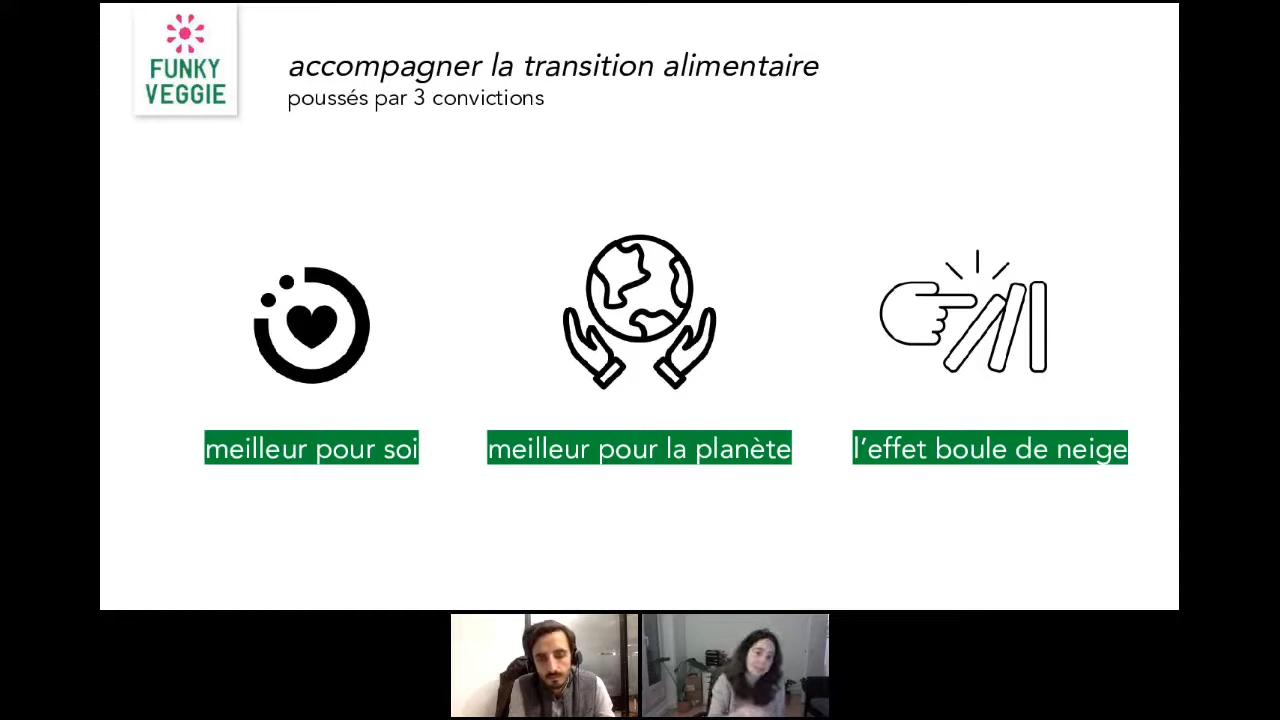 FUNKY
VEGGIE
accompagner la transition alimentaire
poussés par 3 convictions
meilleur pour soi
meilleur pour la planète
l'effet boule de neige